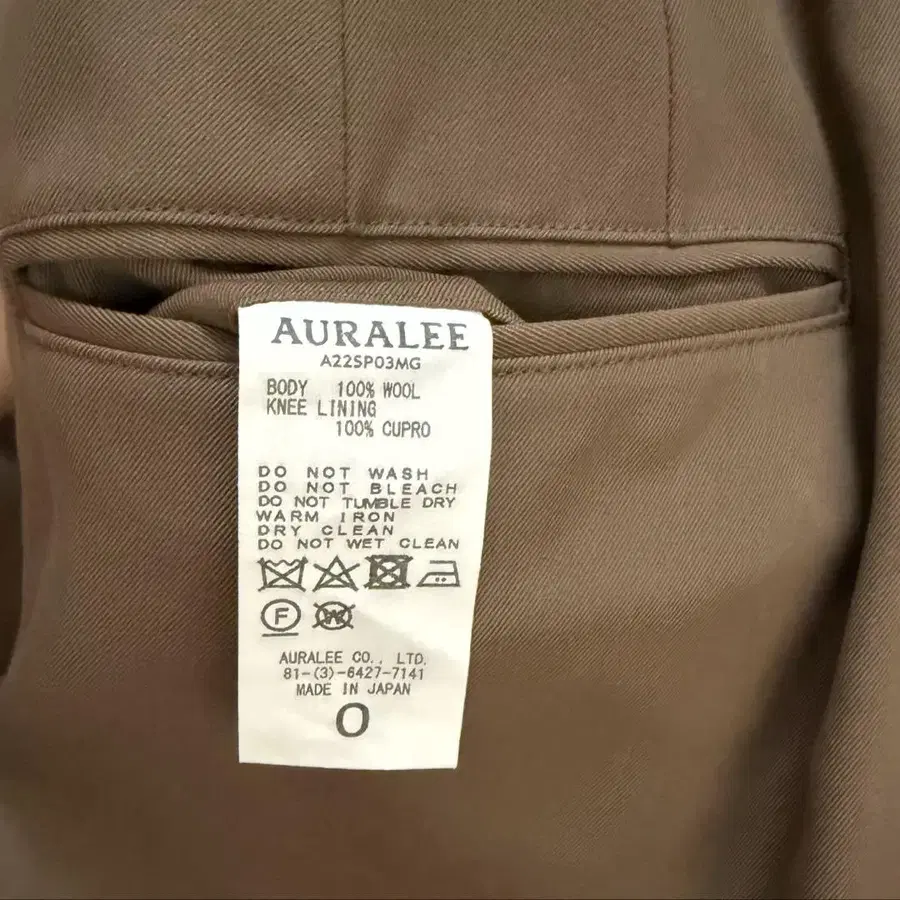 AURALEE
A22SP03MG
BODY 100% WOOL
KNEE LINING
100% CUPRO
DO NOT WASH
DO NOT BLEACH
DO NOT TUMBLE DRY
WARM IRON
DRY CLEAN
DO NOT WET CLEAN
F W
AURALEE CO., LTD.
81-(3)-6427-7141
MADE IN JAPAN
0